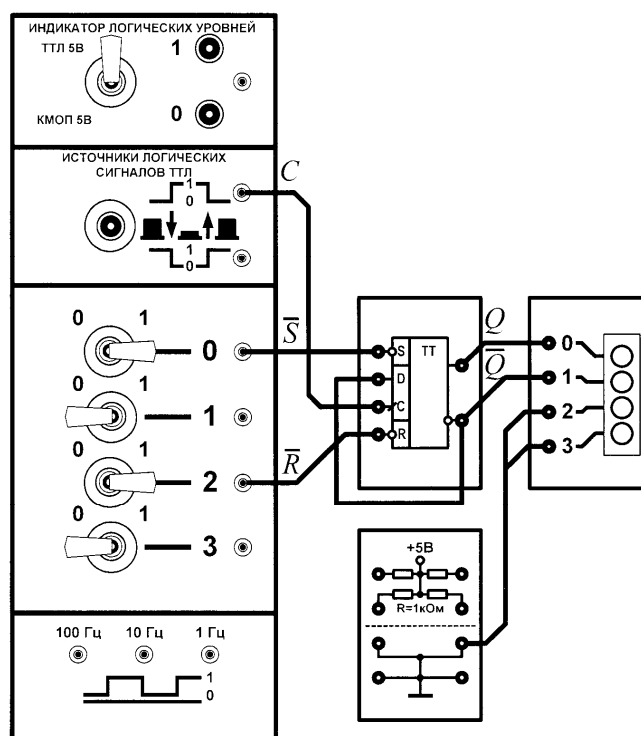 ИНДИКАТОР ЛОГИЧЕСКИХ УРОВНЕЙ
ТТЛ 5В
1
КМОП 5В
0
ИСТОЧНИКИ ЛОГИЧЕСКИХ
СИГНАЛОВ ТТЛ
1
0
1
0
C
0 1
0
0 1
1
0 1
2
0 1
3
S̅
R̅
S TT
D
C
R
Q
Q̅
0
1
2
3
+5В
R=1кОм
100 Гц 10 Гц 1 Гц
1
0